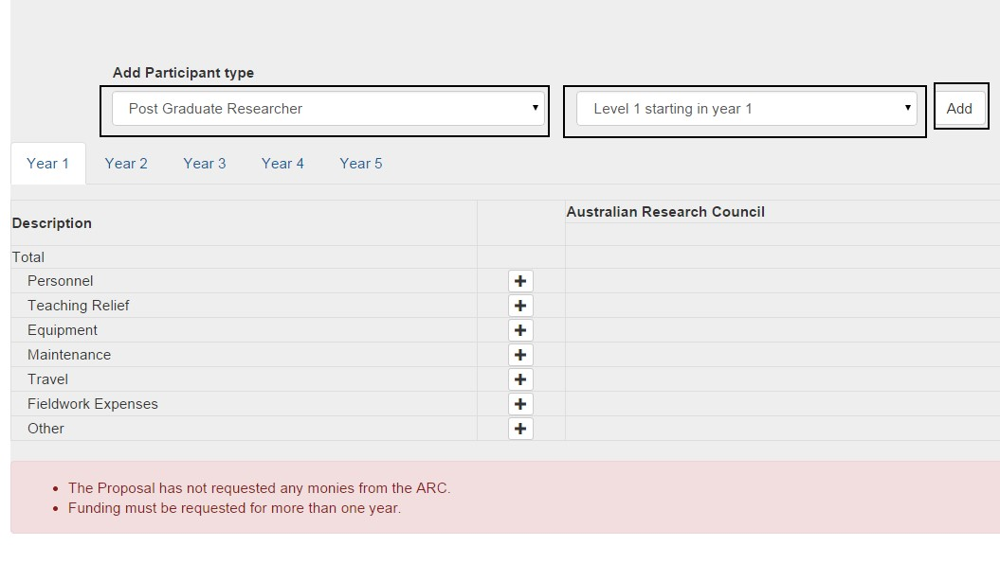 Add Participant type
Post Graduate Researcher
Level 1 starting in year 1
Add
Year 1 Year 2 Year 3 Year 4 Year 5
Description
Australian Research Council
Total
Personnel
Teaching Relief
Equipment
Maintenance
Travel
Fieldwork Expenses
Other
The Proposal has not requested any monies from the ARC.
Funding must be requested for more than one year.